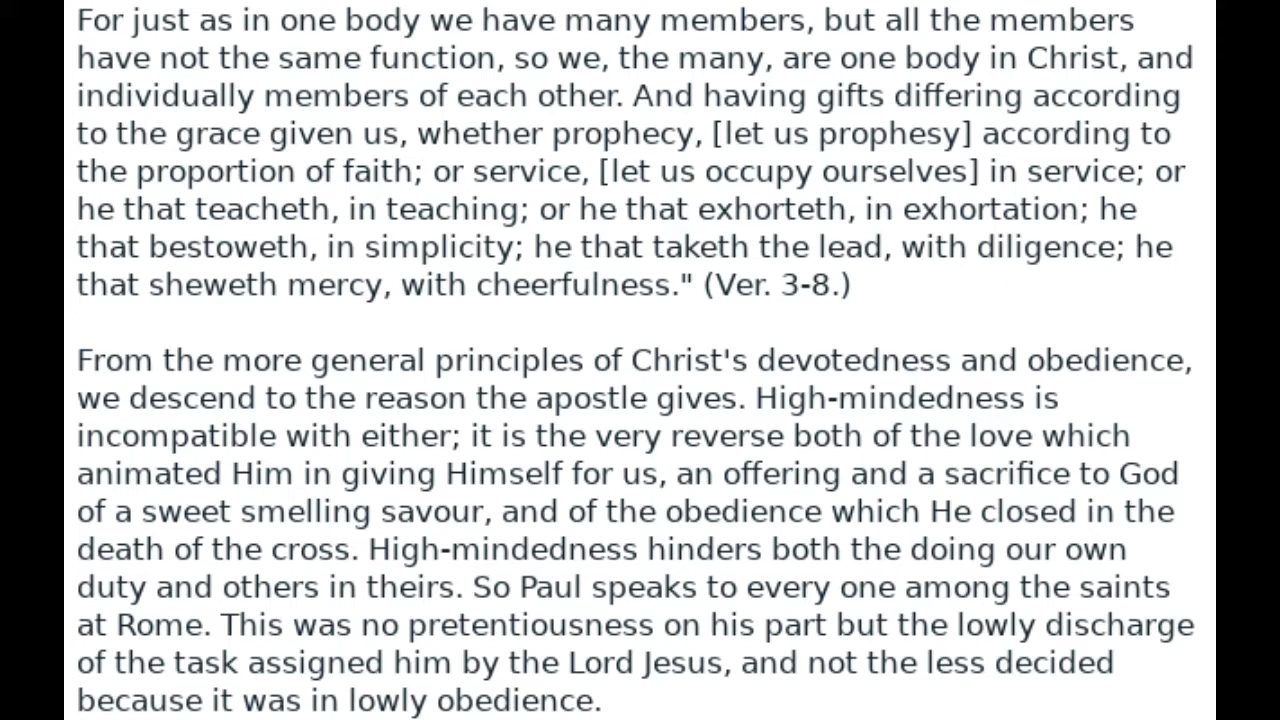 For just as in one body we have many members, but all the members
have not the same function, so we, the many, are one body in Christ, and
individually members of each other. And having gifts differing according
to the grace given us, whether prophecy, [let us prophesy] according to
the proportion of faith; or service, [let us occupy ourselves] in service; or
he that teacheth, in teaching; or he that exhorteth, in exhortation; he
that bestoweth, in simplicity; he that taketh the lead, with diligence; he
that sheweth mercy, with cheerfulness." (Ver. 3-8.)
From the more general principles of Christ's devotedness and obedience,
we descend to the reason the apostle gives. High-mindedness is
incompatible with either; it is the very reverse both of the love which
animated Him in giving Himself for us, an offering and a sacrifice to God
of a sweet smelling savour, and of the obedience which He closed in the
death of the cross. High-mindedness hinders both the doing our own
duty and others in theirs. So Paul speaks to every one among the saints
at Rome. This was no pretentiousness on his part but the lowly discharge
of the task assigned him by the Lord Jesus, and not the less decided
because it was in lowly obedience.